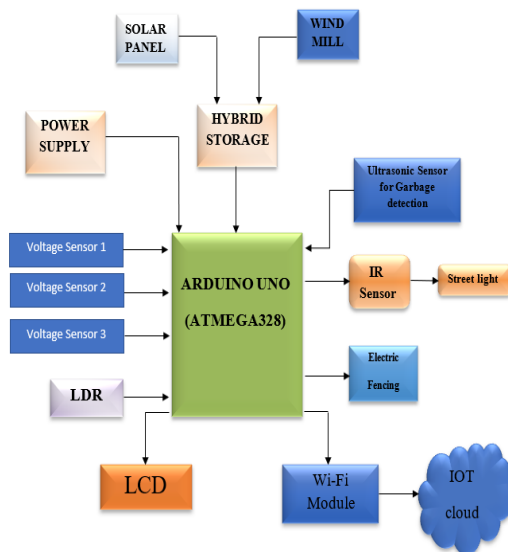 SOLAR
PANEL
WIND
MILL
POWER
SUPPLY
HYBRID
STORAGE
Ultrasonic Sensor
for Garbage
detection
Voltage Sensor 1
Voltage Sensor 2
Voltage Sensor 3
ARDUINO UNO
(ATMEGA328)
IR
Sensor
Street light
Electric
Fencing
LDR
LCD
Wi-Fi
Module
IOT
cloud